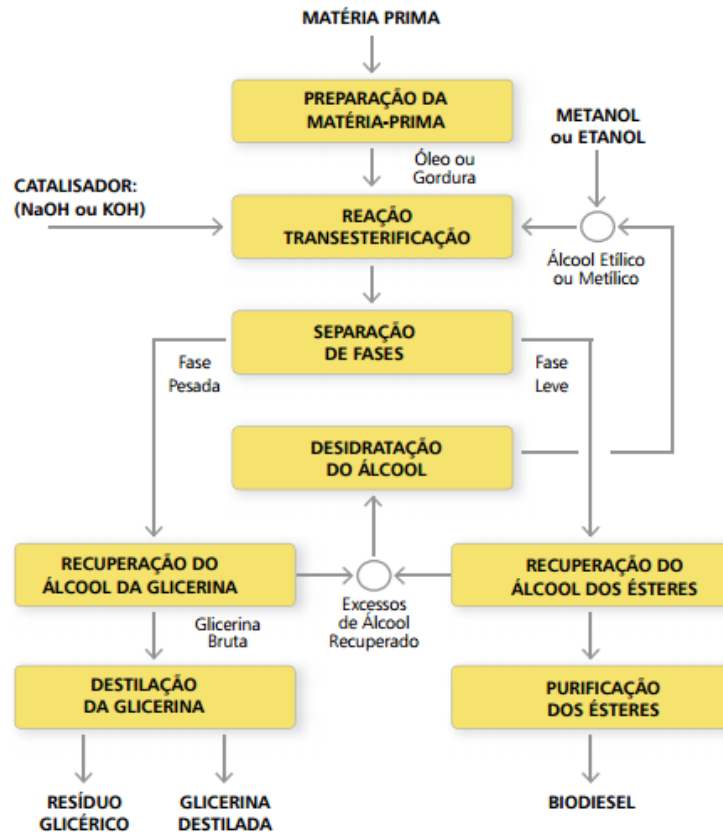 MATÉRIA PRIMA
PREPARAÇÃO DA
MATÉRIA-PRIMA
METANOL
ou ETANOL
Óleo ou
Gordura
CATALISADOR:
(NaOH ou KOH)
REAÇÃO
TRANSESTERIFICAÇÃO
Álcool Etílico
ou Metílico
SEPARAÇÃO
DE FASES
Fase
Pesada
Fase
Leve
DESIDRATAÇÃO
DO ÁLCOOL
RECUPERAÇÃO DO
ÁLCOOL DA GLICERINA
RECUPERAÇÃO DO
ÁLCOOL DOS ÉSTERES
Excessos
de Álcool
Recuperado
Glicerina
Bruta
DESTILAÇÃO
DA GLICERINA
PURIFICAÇÃO
DOS ÉSTERES
RESÍDUO
GLICÉRICO
GLICERINA
DESTILADA
BIODIESEL